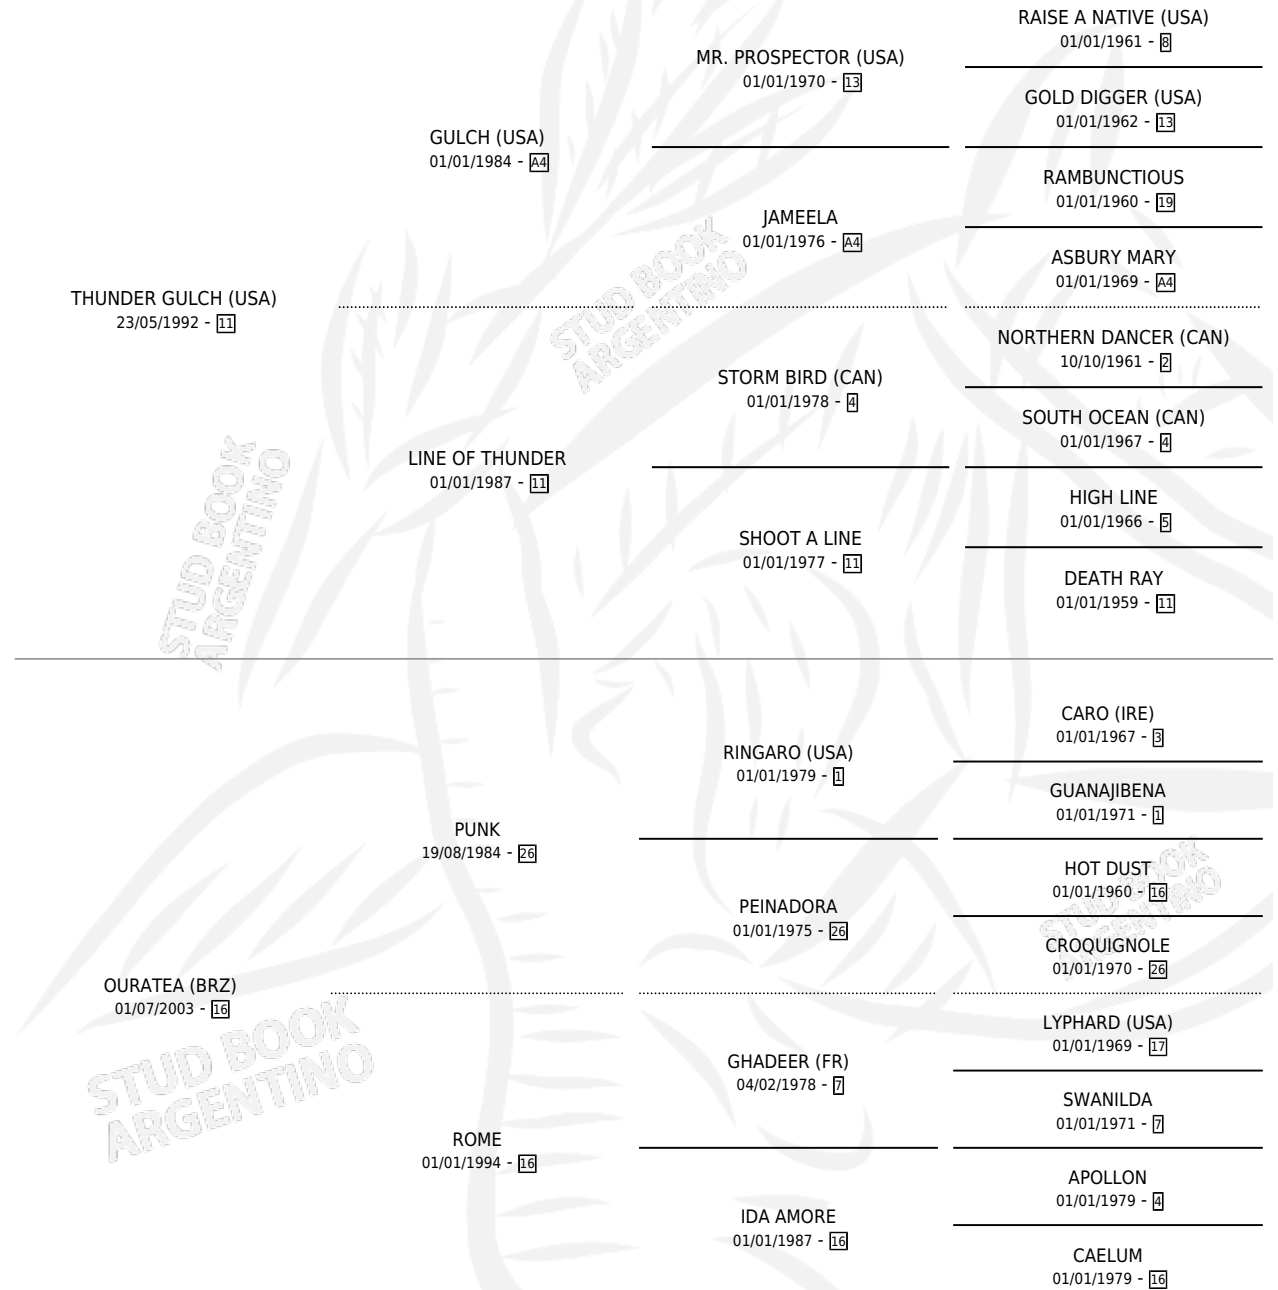 RAISE A NATIVE (USA)
01/01/1961 - 8
MR. PROSPECTOR (USA)
01/01/1970 - 13
GOLD DIGGER (USA)
01/01/1962 - 13
GULCH (USA)
01/01/1984 - A4
RAMBUNCTIOUS
01/01/1960 - 19
JAMEELA
01/01/1976 - A4
ASBURY MARY
01/01/1969 - A4
THUNDER GULCH (USA)
23/05/1992 - 11
STUD BOOK
ARGENTINO
NORTHERN DANCER (CAN)
10/10/1961 - 2
STORM BIRD (CAN)
01/01/1978 - 4
SOUTH OCEAN (CAN)
01/01/1967 - 4
LINE OF THUNDER
01/01/1987 - 11
HIGH LINE
01/01/1966 - 5
SHOOT A LINE
01/01/1977 - 11
DEATH RAY
01/01/1959 - 11
STUD BOOK
ARGENTINO
CARO (IRE)
01/01/1967 - 3
RINGARO (USA)
01/01/1979 - 1
GUANAJIBENA
01/01/1971 - 1
PUNK
19/08/1984 - 26
HOT DUST
01/01/1960 - 16
PEINADORA
01/01/1975 - 26
STUD BOOK
ARGENTINO
CROQUIGNOLE
01/01/1970 - 26
OURATEA (BRZ)
01/07/2003 - 16
LYPHARD (USA)
01/01/1969 - 17
GHADEER (FR)
04/02/1978 - 7
STUD BOOK
ARGENTINO
SWANILDA
01/01/1971 - 7
ROME
01/01/1994 - 16
APOLLON
01/01/1979 - 4
IDA AMORE
01/01/1987 - 16
CAELUM
01/01/1979 - 16